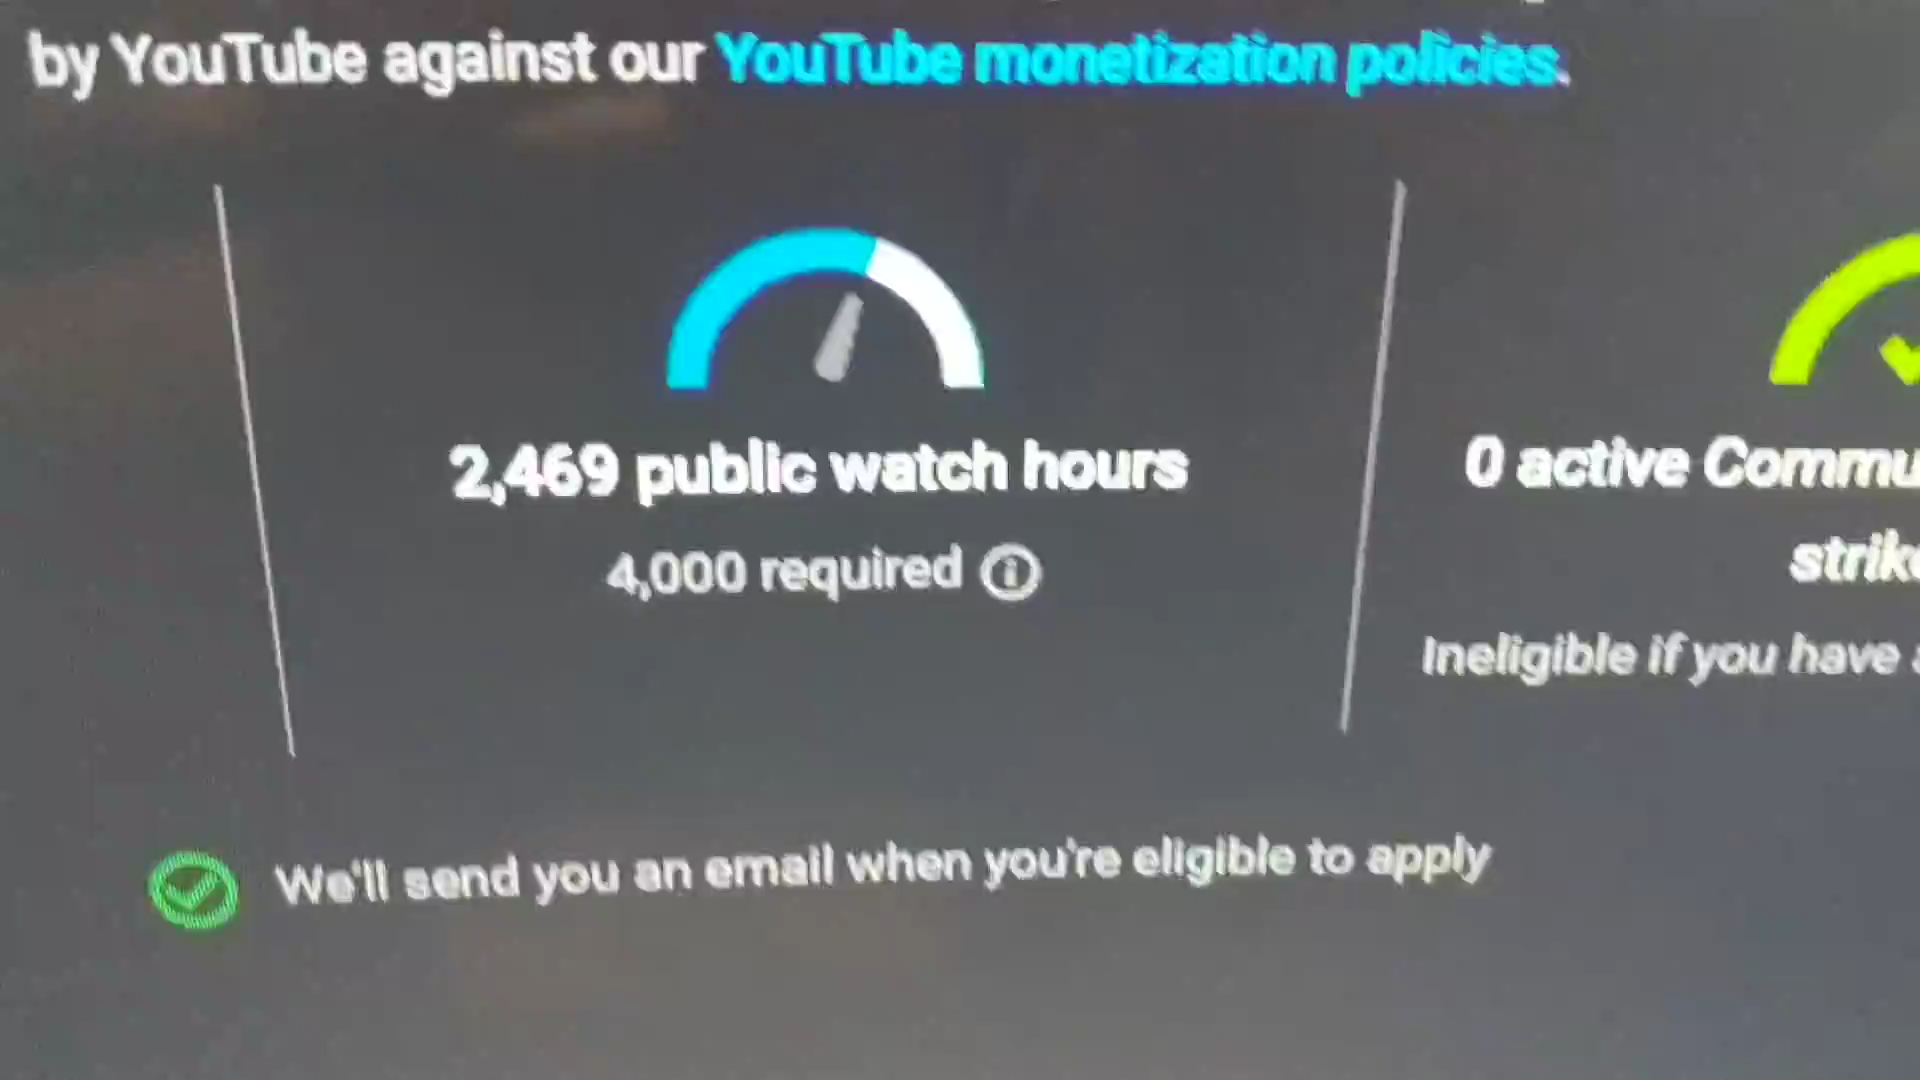 by YouTube against our YouTube monetization policies.
2,469 public watch hours
0 active Commu
4,000 required
strike
Ineligible if you have
We'll send you an email when you're eligible to apply